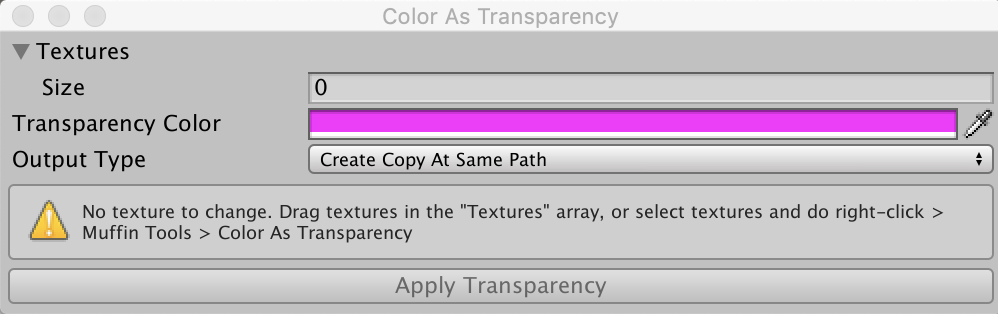 Color As Transparency
Textures
Size
0
Transparency Color
Output Type
Create Copy At Same Path
No texture to change. Drag textures in the "Textures" array, or select textures and do right-click >
Muffin Tools > Color As Transparency
Apply Transparency